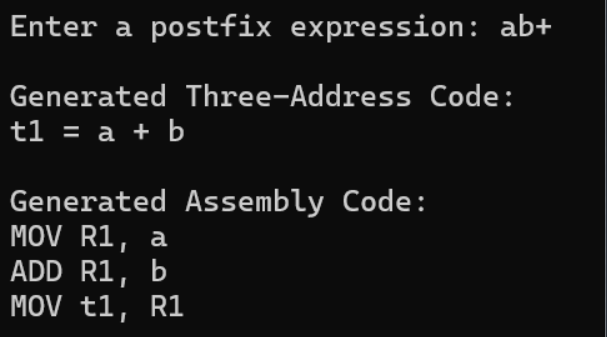 Enter a postfix expression: ab+
Generated Three-Address Code:
t1 = a + b
Generated Assembly Code:
MOV R1, a
ADD R1, b
MOV t1, R1